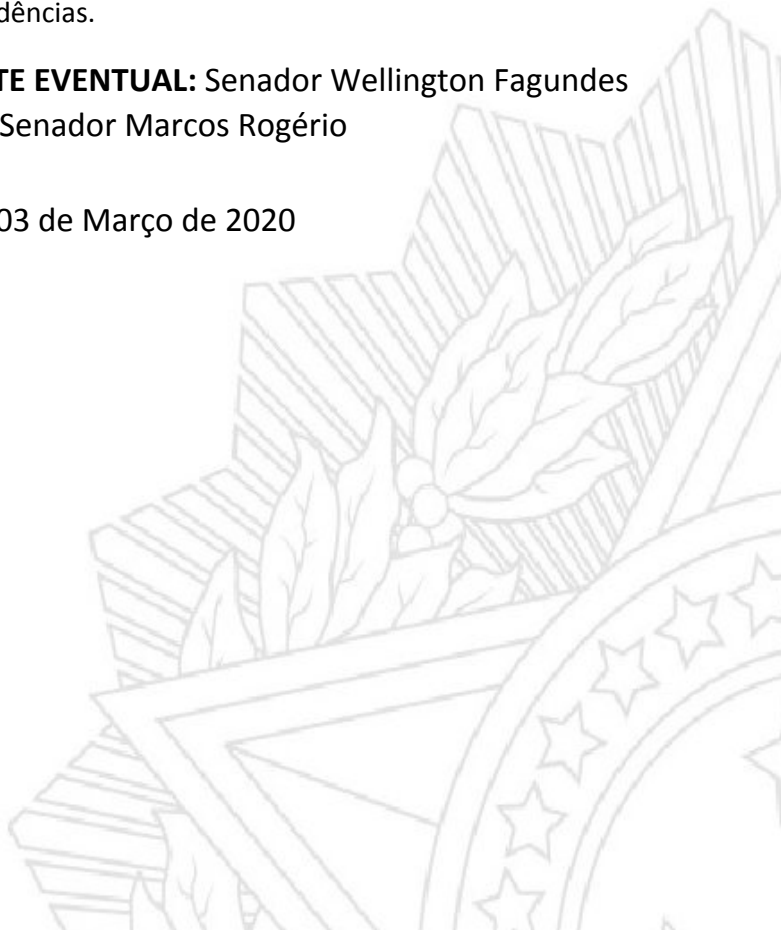 dências.
TE EVENTUAL: Senador Wellington Fagundes
Senador Marcos Rogério
03 de Março de 2020